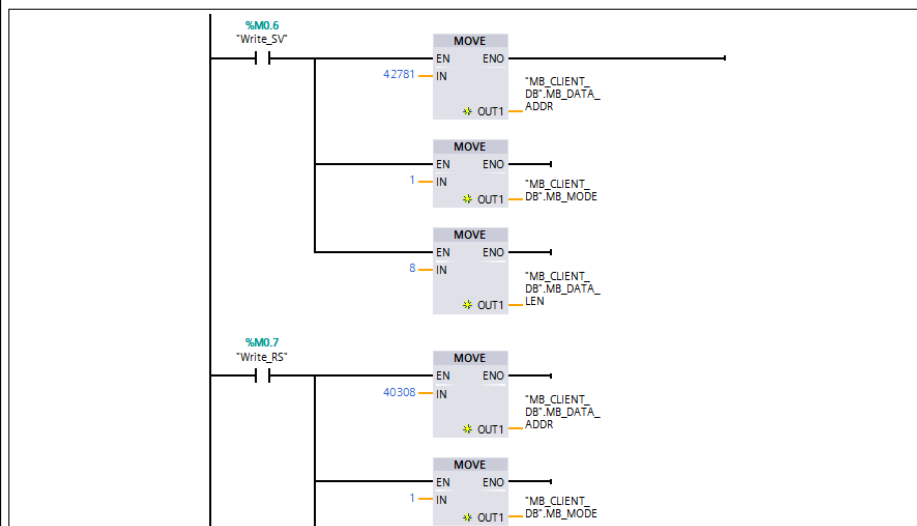 %M0.6
"Write_SV"
MOVE
EN ENO
42781 IN
"MB_CLIENT_
DB".MB_DATA_
OUT1 ADDR
MOVE
EN ENO
1 IN
"MB_CLIENT_
OUT1 DB".MB_MODE
MOVE
EN ENO
8 IN
"MB_CLIENT_
DB".MB_DATA_
OUT1 LEN
%M0.7
"Write_RS"
MOVE
EN ENO
40308 IN
"MB_CLIENT_
DB".MB_DATA_
OUT1 ADDR
MOVE
EN ENO
1 IN
"MB_CLIENT_
OUT1 DB".MB_MODE